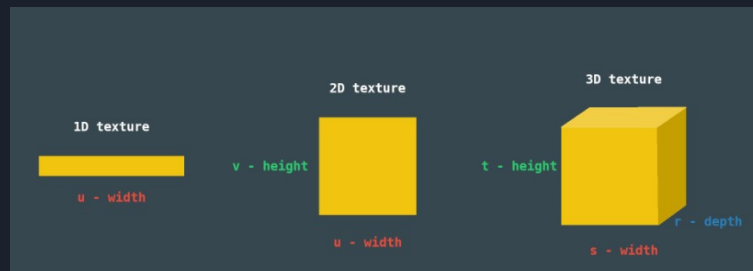 1D texture
u - width
2D texture
v - height
u - width
3D texture
t - height
r - depth
s - width